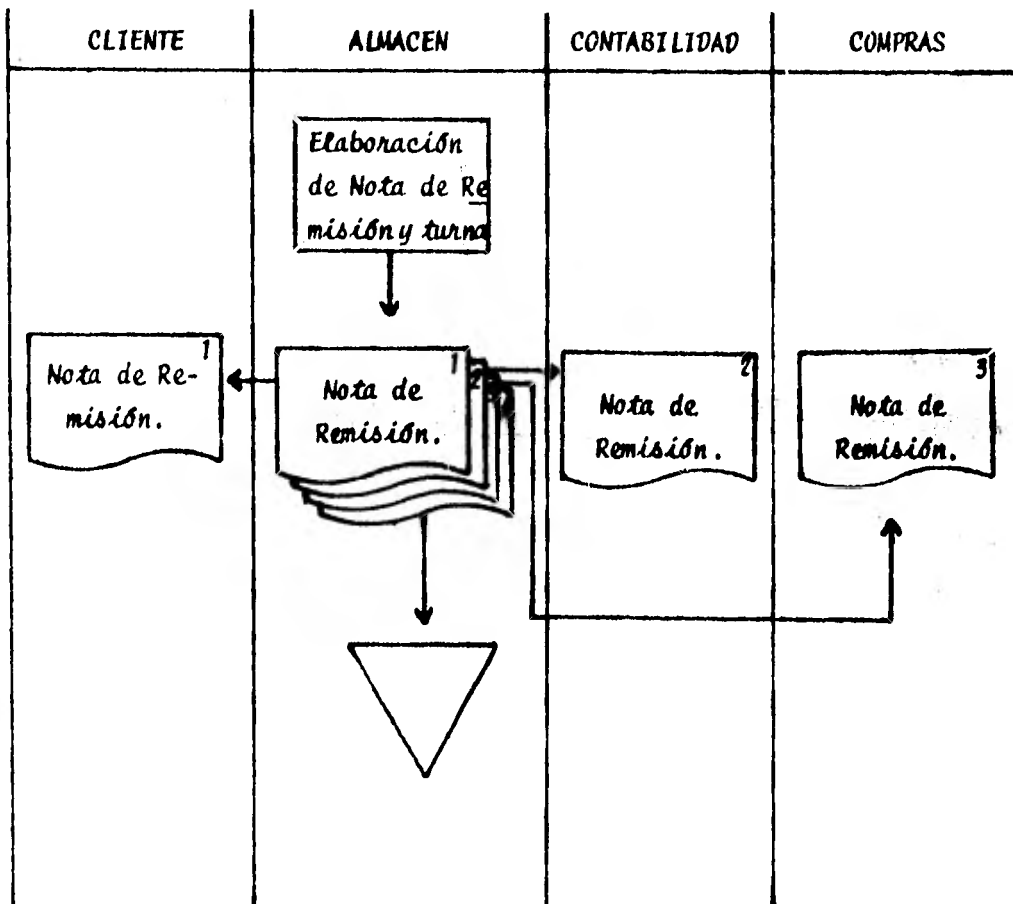 CLIENTE
ALMACEN
CONTABILIDAD
COMPRAS
Elaboración
de Nota de Re
misión y turna
1
Nota de Re-
misión.
1
2
Nota de
Remisión.
2
Nota de
Remisión.
3
Nota de
Remisión.